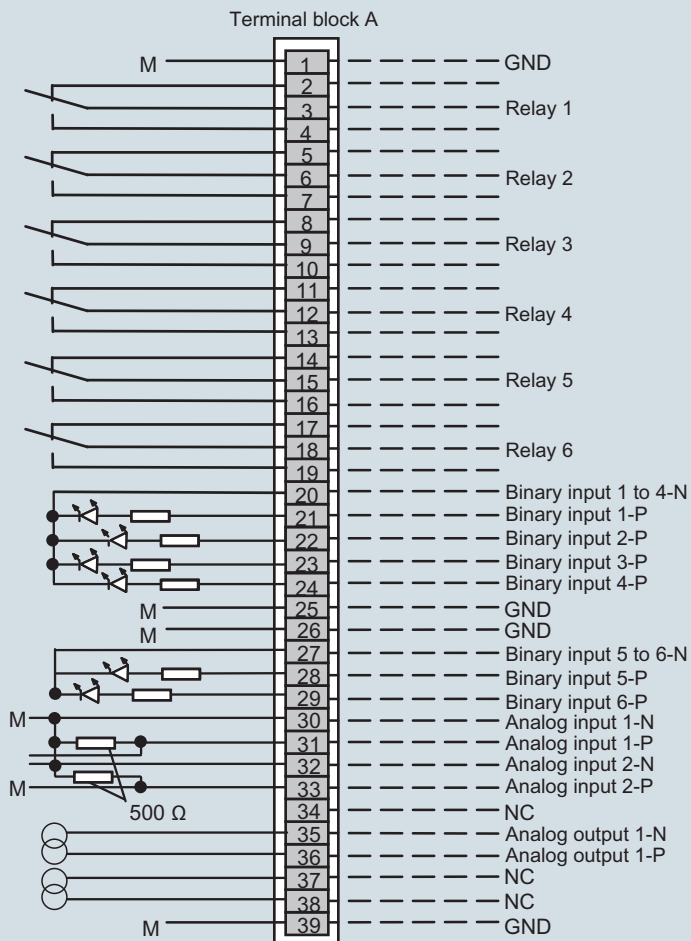 Terminal block A
M 1 GND
2
3 Relay 1
4
5
6 Relay 2
7
8
9 Relay 3
10
11
12 Relay 4
13
14
15 Relay 5
16
17
18 Relay 6
19
20 Binary input 1 to 4-N
21 Binary input 1-P
22 Binary input 2-P
23 Binary input 3-P
24 Binary input 4-P
M 25 GND
M 26 GND
27 Binary input 5 to 6-N
28 Binary input 5-P
29 Binary input 6-P
M 30 Analog input 1-N
31 Analog input 1-P
32 Analog input 2-N
M 33 Analog input 2-P
500 Ω 34 NC
35 Analog output 1-N
36 Analog output 1-P
37 NC
38 NC
M 39 GND